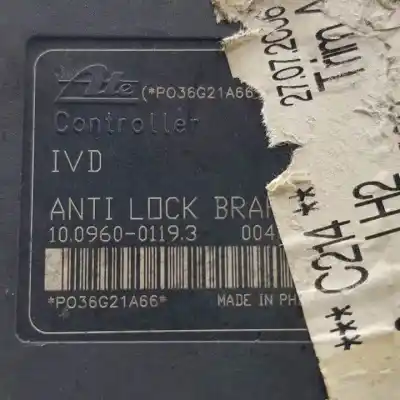 Ate (*PO36G21A66
Controller
IVD
ANTI LOCK BRA
10.0960-0119.3 004
*PO36G21A66* MADE IN PH
27.07.2006
Trim
*** C214 **
LH2